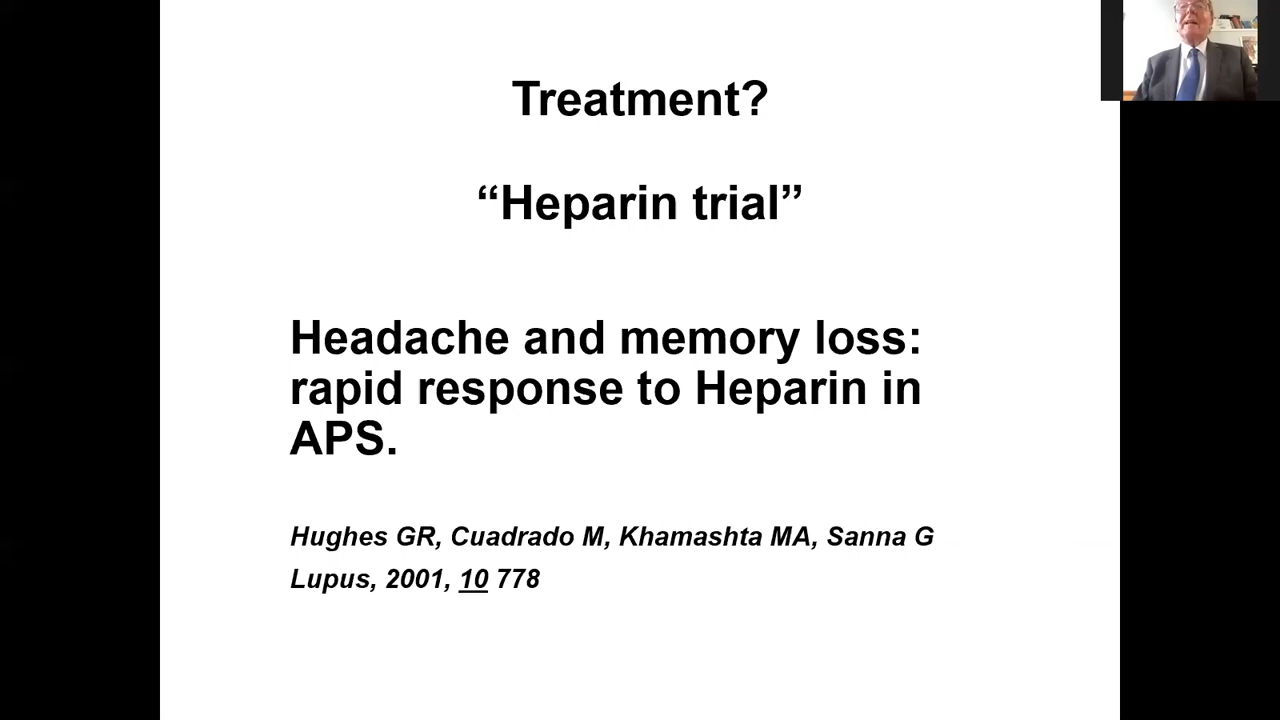 Treatment?
“Heparin trial”
Headache and memory loss:
rapid response to Heparin in
APS.
Hughes GR, Cuadrado M, Khamashta MA, Sanna G
Lupus, 2001, 10 778